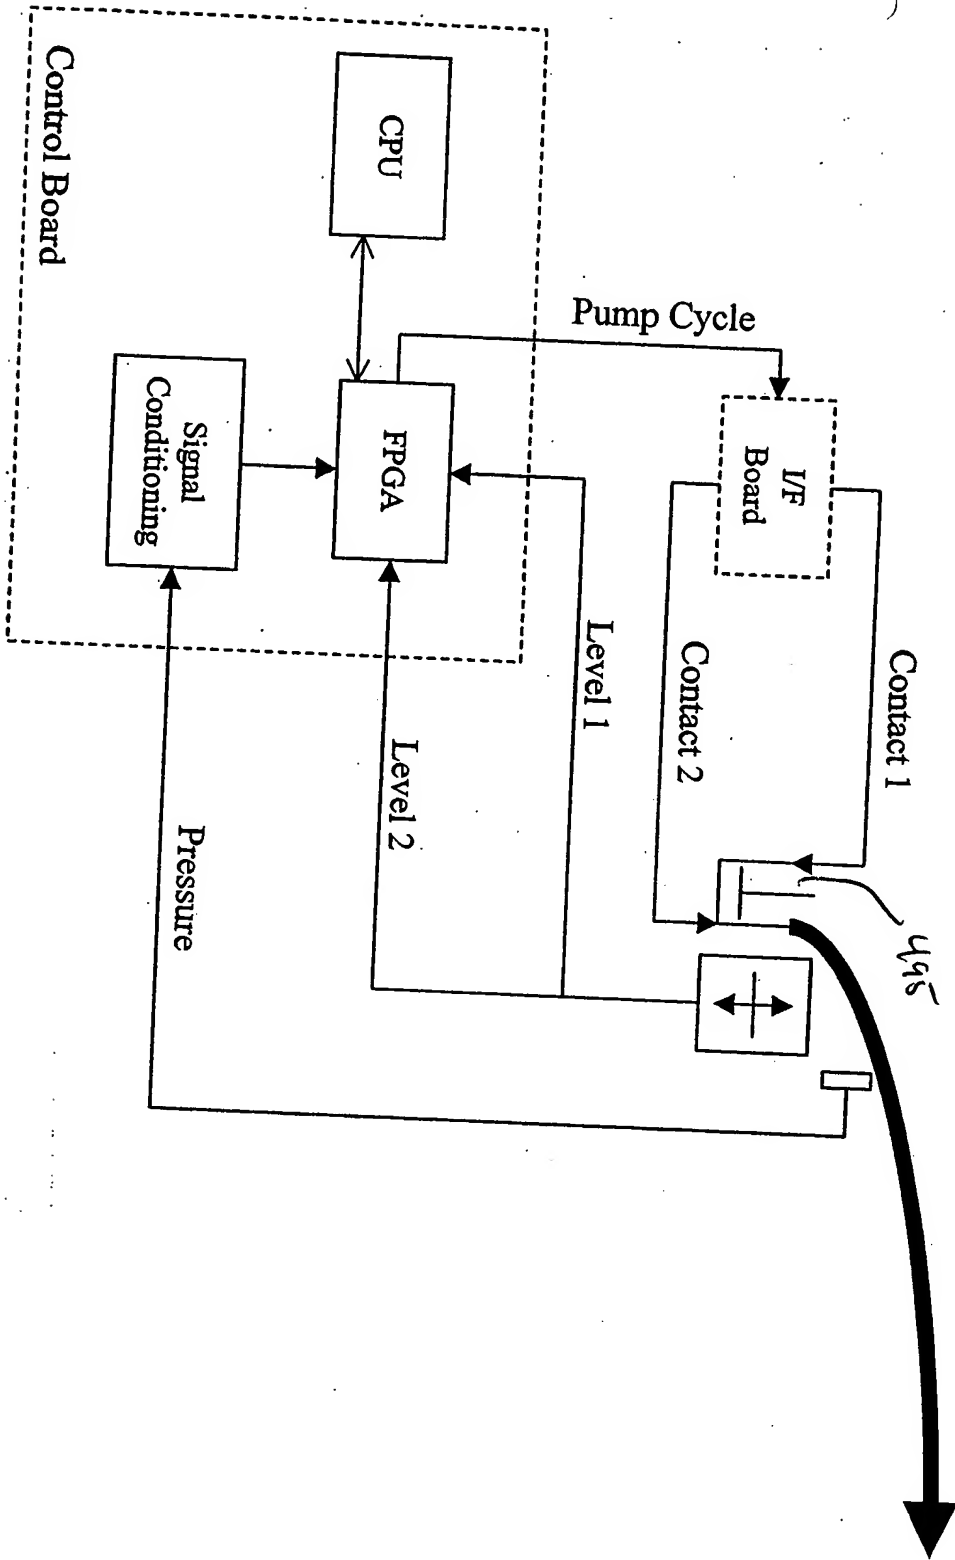 Pump Cycle
I/F
Board
Contact 1
Contact 2
495
Level 1
Level 2
Pressure
CPU
FPGA
Signal
Conditioning
Control Board